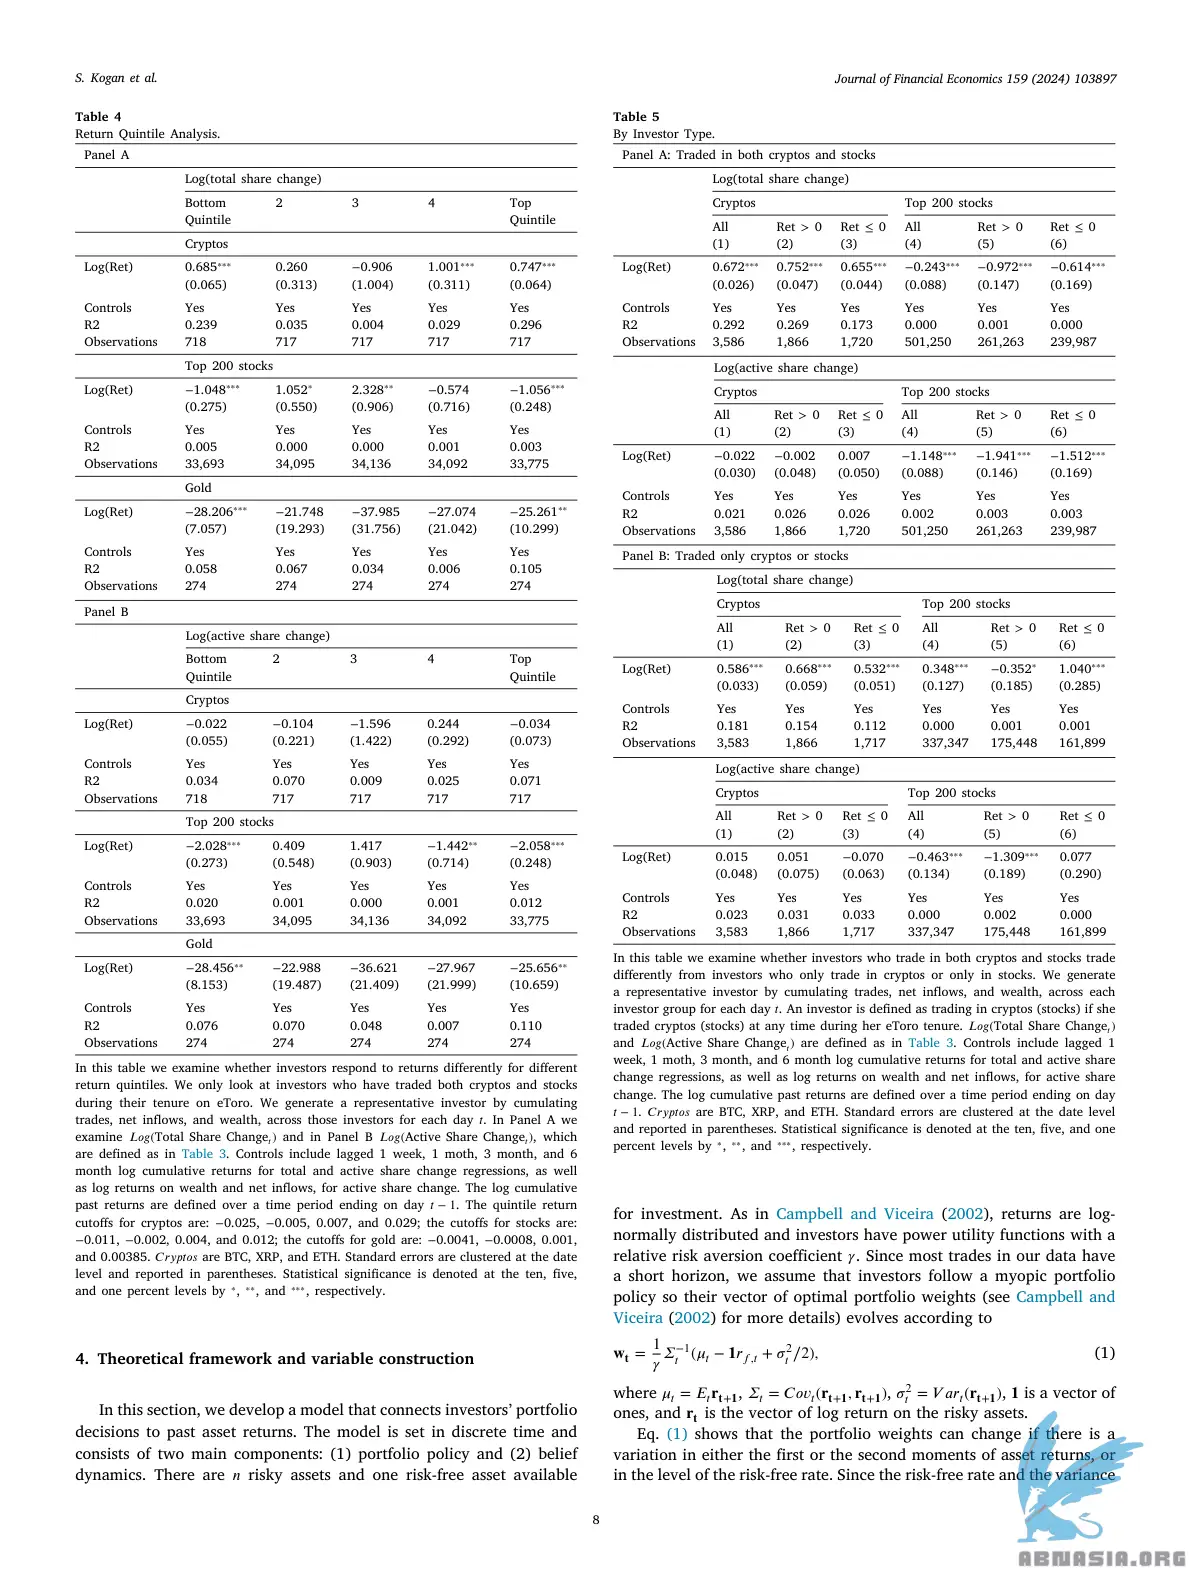 S. Kogan et al.
Journal of Financial Economics 159 (2024) 103897
Table 4
Return Quintile Analysis.
Panel A
Log(total share change)
Bottom 2 3 4 Top
Quintile Quintile
Cryptos
Log(Ret) 0.685*** 0.260 −0.906 1.001*** 0.747***
(0.065) (0.313) (1.004) (0.311) (0.064)
Controls Yes Yes Yes Yes Yes
R2 0.239 0.035 0.004 0.029 0.296
Observations 718 717 717 717 717
Top 200 stocks
Log(Ret) −1.048*** 1.052* 2.328** −0.574 −1.056***
(0.275) (0.550) (0.906) (0.716) (0.248)
Controls Yes Yes Yes Yes Yes
R2 0.005 0.000 0.000 0.001 0.003
Observations 33,693 34,095 34,136 34,092 33,775
Gold
Log(Ret) −28.206*** −21.748 −37.985 −27.074 −25.261**
(7.057) (19.293) (31.756) (21.042) (10.299)
Controls Yes Yes Yes Yes Yes
R2 0.058 0.067 0.034 0.006 0.105
Observations 274 274 274 274 274
Panel B
Log(active share change)
Bottom 2 3 4 Top
Quintile Quintile
Cryptos
Log(Ret) −0.022 −0.104 −1.596 0.244 −0.034
(0.055) (0.221) (1.422) (0.292) (0.073)
Controls Yes Yes Yes Yes Yes
R2 0.034 0.070 0.009 0.025 0.071
Observations 718 717 717 717 717
Top 200 stocks
Log(Ret) −2.028*** 0.409 1.417 −1.442** −2.058***
(0.273) (0.548) (0.903) (0.714) (0.248)
Controls Yes Yes Yes Yes Yes
R2 0.020 0.001 0.000 0.001 0.012
Observations 33,693 34,095 34,136 34,092 33,775
Gold
Log(Ret) −28.456** −22.988 −36.621 −27.967 −25.656**
(8.153) (19.487) (21.409) (21.999) (10.659)
Controls Yes Yes Yes Yes Yes
R2 0.076 0.070 0.048 0.007 0.110
Observations 274 274 274 274 274
In this table we examine whether investors respond to returns differently for different
return quintiles. We only look at investors who have traded both cryptos and stocks
during their tenure on eToro. We generate a representative investor by cumulating
trades, net inflows, and wealth, across those investors for each day t. In Panel A we
examine Log(Total Share Change_t) and in Panel B Log(Active Share Change_t), which
are defined as in Table 3. Controls include lagged 1 week, 1 moth, 3 month, and 6
month log cumulative returns for total and active share change regressions, as well
as log returns on wealth and net inflows, for active share change. The log cumulative
past returns are defined over a time period ending on day t − 1. The quintile return
cutoffs for cryptos are: −0.025, −0.005, 0.007, and 0.029; the cutoffs for stocks are:
−0.011, −0.002, 0.004, and 0.012; the cutoffs for gold are: −0.0041, −0.0008, 0.001,
and 0.00385. Cryptos are BTC, XRP, and ETH. Standard errors are clustered at the date
level and reported in parentheses. Statistical significance is denoted at the ten, five,
and one percent levels by *, **, and ***, respectively.
4. Theoretical framework and variable construction
In this section, we develop a model that connects investors' portfolio
decisions to past asset returns. The model is set in discrete time and
consists of two main components: (1) portfolio policy and (2) belief
dynamics. There are n risky assets and one risk-free asset available
Table 5
By Investor Type.
Panel A: Traded in both cryptos and stocks
Log(total share change)
Cryptos Top 200 stocks
All Ret > 0 Ret ≤ 0 All Ret > 0 Ret ≤ 0
(1) (2) (3) (4) (5) (6)
Log(Ret) 0.672*** 0.752*** 0.655*** −0.243*** −0.972*** −0.614***
(0.026) (0.047) (0.044) (0.088) (0.147) (0.169)
Controls Yes Yes Yes Yes Yes Yes
R2 0.292 0.269 0.173 0.000 0.001 0.000
Observations 3,586 1,866 1,720 501,250 261,263 239,987
Log(active share change)
Cryptos Top 200 stocks
All Ret > 0 Ret ≤ 0 All Ret > 0 Ret ≤ 0
(1) (2) (3) (4) (5) (6)
Log(Ret) −0.022 −0.002 0.007 −1.148*** −1.941*** −1.512***
(0.030) (0.048) (0.050) (0.088) (0.146) (0.169)
Controls Yes Yes Yes Yes Yes Yes
R2 0.021 0.026 0.026 0.002 0.003 0.003
Observations 3,586 1,866 1,720 501,250 261,263 239,987
Panel B: Traded only cryptos or stocks
Log(total share change)
Cryptos Top 200 stocks
All Ret > 0 Ret ≤ 0 All Ret > 0 Ret ≤ 0
(1) (2) (3) (4) (5) (6)
Log(Ret) 0.586*** 0.668*** 0.532*** 0.348*** −0.352* 1.040***
(0.033) (0.059) (0.051) (0.127) (0.185) (0.285)
Controls Yes Yes Yes Yes Yes Yes
R2 0.181 0.154 0.112 0.000 0.001 0.001
Observations 3,583 1,866 1,717 337,347 175,448 161,899
Log(active share change)
Cryptos Top 200 stocks
All Ret > 0 Ret ≤ 0 All Ret > 0 Ret ≤ 0
(1) (2) (3) (4) (5) (6)
Log(Ret) 0.015 0.051 −0.070 −0.463*** −1.309*** 0.077
(0.048) (0.075) (0.063) (0.134) (0.189) (0.290)
Controls Yes Yes Yes Yes Yes Yes
R2 0.023 0.031 0.033 0.000 0.002 0.000
Observations 3,583 1,866 1,717 337,347 175,448 161,899
In this table we examine whether investors who trade in both cryptos and stocks trade
differently from investors who only trade in cryptos or only in stocks. We generate
a representative investor by cumulating trades, net inflows, and wealth, across each
investor group for each day t. An investor is defined as trading in cryptos (stocks) if she
traded cryptos (stocks) at any time during her eToro tenure. Log(Total Share Change_t)
and Log(Active Share Change_t) are defined as in Table 3. Controls include lagged 1
week, 1 moth, 3 month, and 6 month log cumulative returns for total and active share
change regressions, as well as log returns on wealth and net inflows, for active share
change. The log cumulative past returns are defined over a time period ending on day
t − 1. Cryptos are BTC, XRP, and ETH. Standard errors are clustered at the date level
and reported in parentheses. Statistical significance is denoted at the ten, five, and one
percent levels by *, **, and ***, respectively.
for investment. As in Campbell and Viceira (2002), returns are log-
normally distributed and investors have power utility functions with a
relative risk aversion coefficient γ. Since most trades in our data have
a short horizon, we assume that investors follow a myopic portfolio
policy so their vector of optimal portfolio weights (see Campbell and
Viceira (2002) for more details) evolves according to
w_t = 1/γ Σ_t^−1 (μ_t − 1r_f,t + σ_t^2/2), (1)
where μ_t = E_t r_t+1, Σ_t = Cov_t(r_t+1, r_t+1), σ_t^2 = Var_t(r_t+1), 1 is a vector of
ones, and r_t is the vector of log return on the risky assets.
Eq. (1) shows that the portfolio weights can change if there is a
variation in either the first or the second moments of asset returns, or
in the level of the risk-free rate. Since the risk-free rate and the variance
8
ABNASIA.ORG